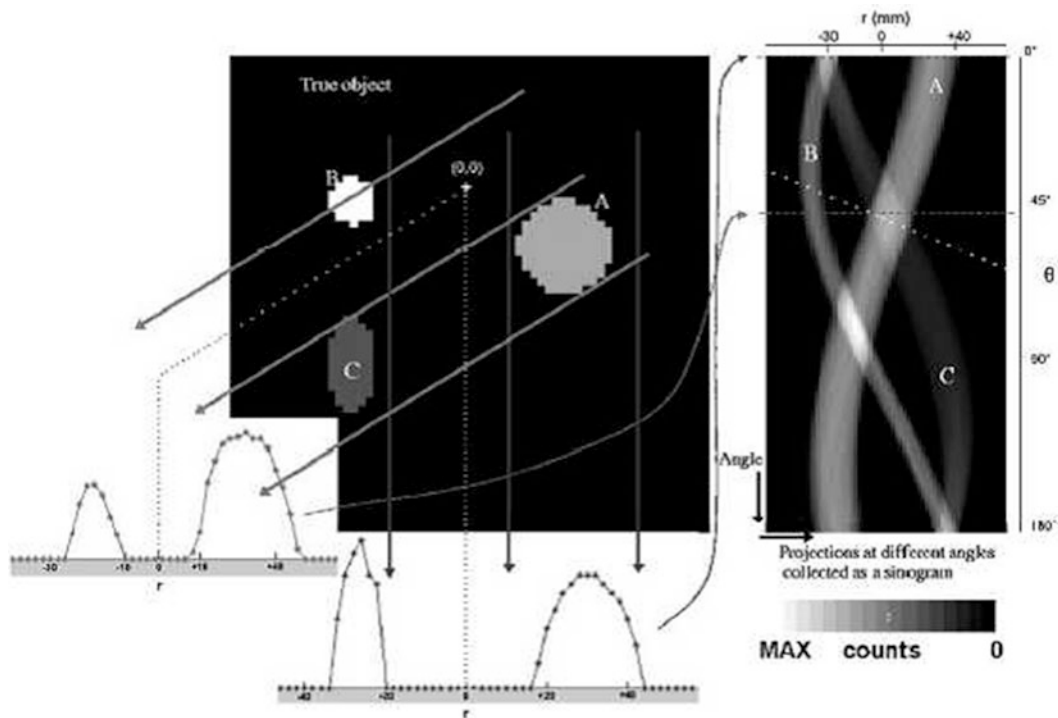 True object
(0,0)
B
A
C
-30 -10 0 +10 +40
r
-40 +20 0 +20 +40
r
r (mm)
-30 0 +40
0°
A
B
45°
θ
90°
C
Angle
180°
Projections at different angles
collected as a sinogram
MAX counts 0